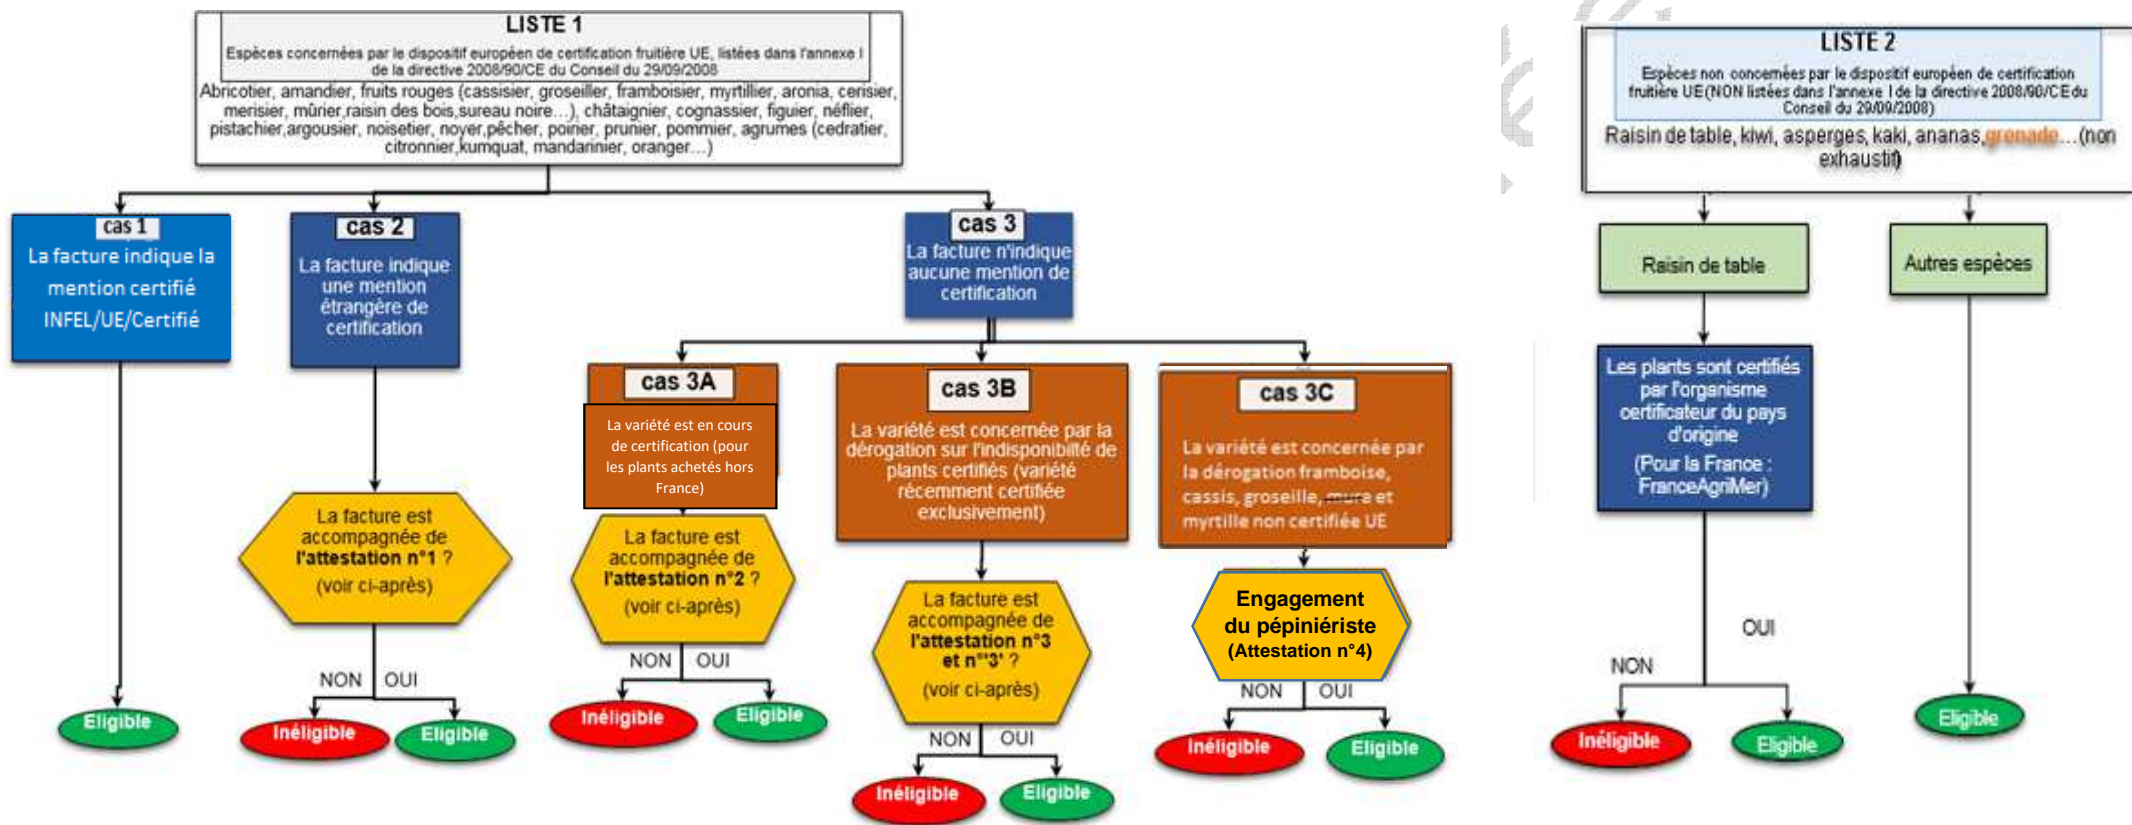 LISTE 1
Espèces concernées par le dispositif européen de certification fruitière UE, listées dans l'annexe I
de la directive 2008/90/CE du Conseil du 29/09/2008
Abricotier, amandier, fruits rouges (cassisier, groseiller, framboisier, myrtillier, aronia, cerisier,
merisier, mûrier,raisin des bois,sureau noire...), châtaignier, cognassier, figuier, néflier,
pistachier,argousier, noisetier, noyer,pêcher, poirier, prunier, pommier, agrumes (cedratier,
citronnier,kumquat, mandarinier, oranger...)
cas 1
La facture indique la
mention certifié
INFEL/UE/Certifié
Eligible
cas 2
La facture indique
une mention
étrangère de
certification
La facture est
accompagnée de
l'attestation n°1 ?
(voir ci-après)
NON OUI
Inéligible Eligible
cas 3
La facture n'indique
aucune mention de
certification
cas 3A
La variété est en cours
de certification (pour
les plants achetés hors
France)
La facture est
accompagnée de
l'attestation n°2 ?
(voir ci-après)
NON OUI
Inéligible Eligible
cas 3B
La variété est concernée par la
dérogation sur l'indisponibilté de
plants certifiés (variété
récemment certifiée
exclusivement)
La facture est
accompagnée de
l'attestation n°3
et n°'3' ?
(voir ci-après)
NON OUI
Inéligible Eligible
cas 3C
La variété est concernée par
la dérogation framboise,
cassis, groseille, mura et
myrtille non certifiée UE
Engagement
du pépiniériste
(Attestation n°4)
NON OUI
Inéligible Eligible
LISTE 2
Espèces non concernées par le dispositif européen de certification
fruitière UE(NON listées dans l'annexe I de la directive 2008/90/CE du
Conseil du 29/09/2008)
Raisin de table, kiwi, asperges, kaki, ananas,grenade... (non
exhaustif)
Raisin de table
Les plants sont certifiés
par l'organisme
certificateur du pays
d'origine
(Pour la France :
FranceAgriMer)
OUI
NON
Inéligible Eligible
Autres espèces
Eligible